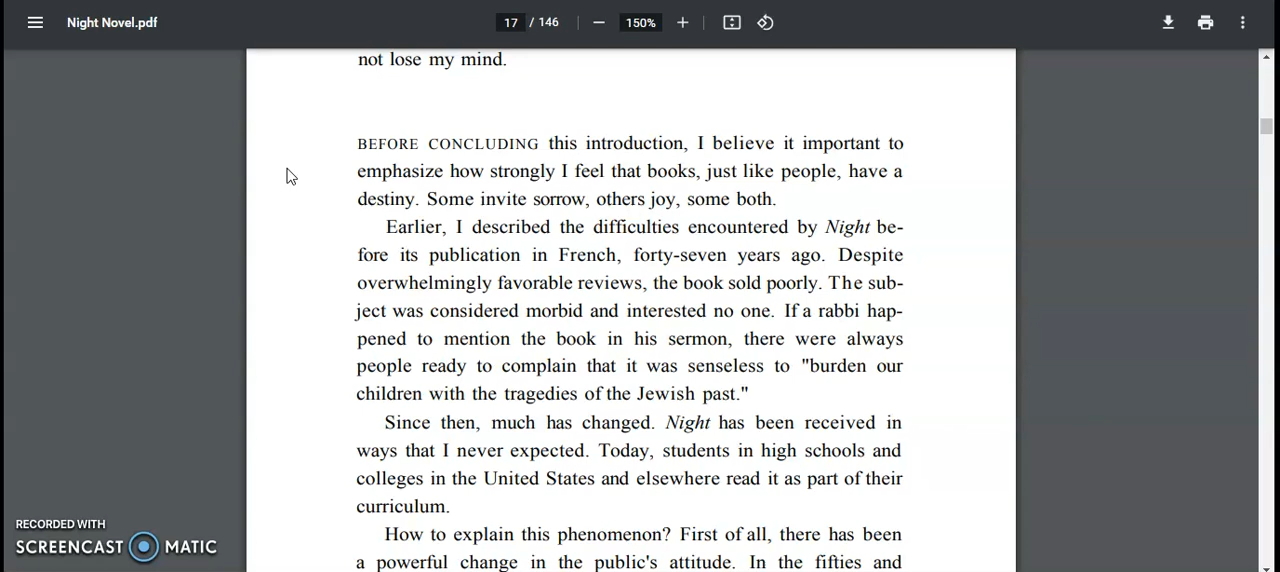 Night Novel.pdf
17 / 146
150%
not lose my mind.
BEFORE CONCLUDING this introduction, I believe it important to
emphasize how strongly I feel that books, just like people, have a
destiny. Some invite sorrow, others joy, some both.
Earlier, I described the difficulties encountered by Night be-
fore its publication in French, forty-seven years ago. Despite
overwhelmingly favorable reviews, the book sold poorly. The sub-
ject was considered morbid and interested no one. If a rabbi hap-
pened to mention the book in his sermon, there were always
people ready to complain that it was senseless to "burden our
children with the tragedies of the Jewish past."
Since then, much has changed. Night has been received in
ways that I never expected. Today, students in high schools and
colleges in the United States and elsewhere read it as part of their
curriculum.
How to explain this phenomenon? First of all, there has been
a powerful change in the public's attitude. In the fifties and
RECORDED WITH
SCREENCAST MATIC